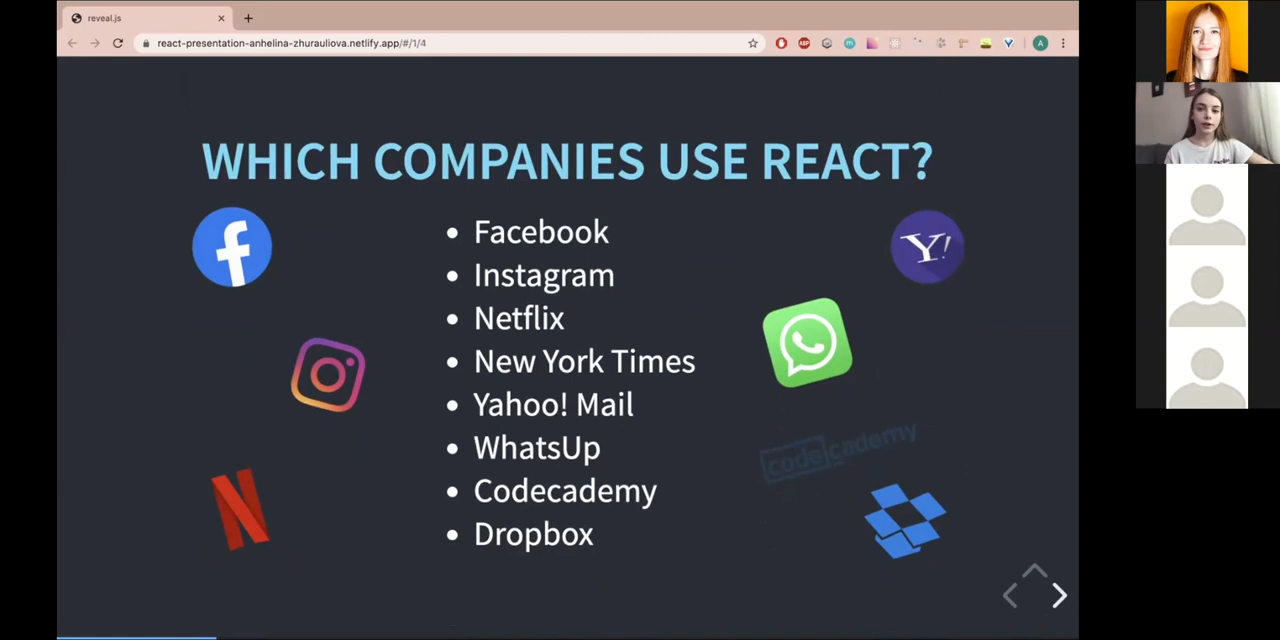 reveal.js
react-presentation-anhelina-zhurauliova.netlify.app/#/1/4
ABP
m
A
WHICH COMPANIES USE REACT?
Facebook
Instagram
Netflix
New York Times
Yahoo! Mail
WhatsUp
Codecademy
Dropbox
Y!
codecademy